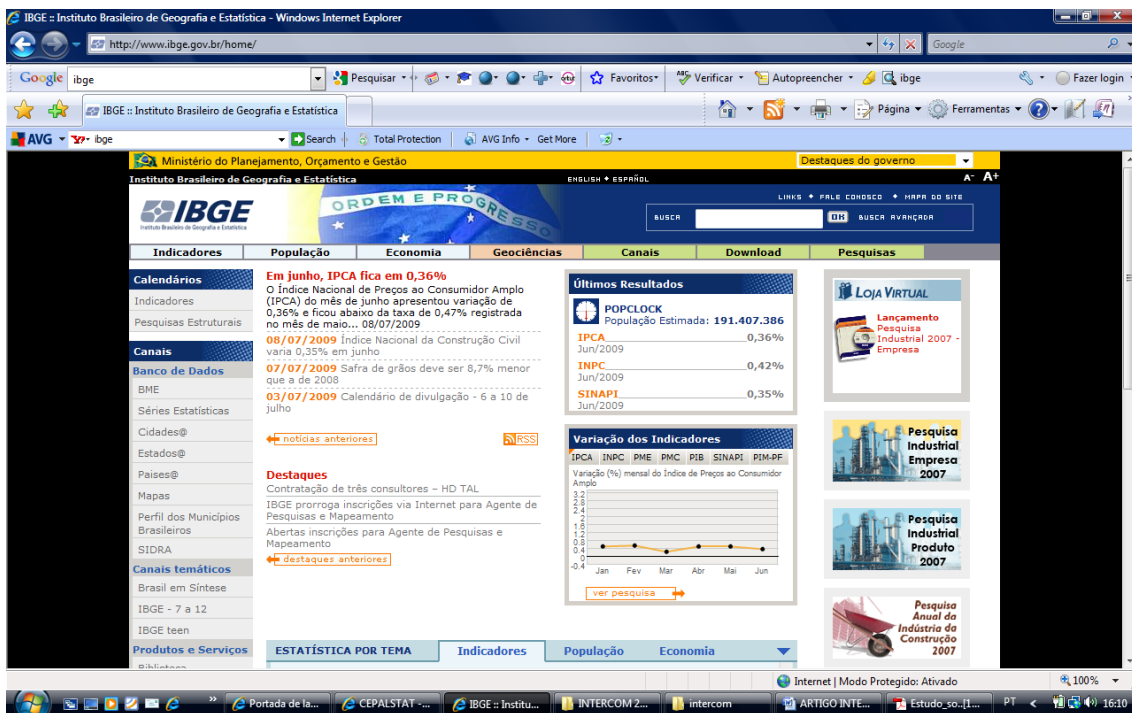 IBGE :: Instituto Brasileiro de Geografia e Estatística - Windows Internet Explorer
http://www.ibge.gov.br/home/
Google
Google ibge Pesquisar Favoritos Verificar Autopreencher ibge Fazer login
IBGE :: Instituto Brasileiro de Geografia e Estatística Página Ferramentas
AVG ibge Search Total Protection AVG Info Get More
Ministério do Planejamento, Orçamento e Gestão Destaques do governo
Instituto Brasileiro de Geografia e Estatística ENGLISH ESPAÑOL A- A+
LINKS FALE CONOSCO MAPA DO SITE
ORDEM E PROGRESSO
IBGE
Instituto Brasileiro de Geografia e Estatística
BUSCA OK BUSCA AVANÇADA
Indicadores População Economia Geociências Canais Download Pesquisas
Calendários
Indicadores
Pesquisas Estruturais
Canais
Banco de Dados
BME
Séries Estatísticas
Cidades@
Estados@
Paises@
Mapas
Perfil dos Municípios
Brasileiros
SIDRA
Canais temáticos
Brasil em Síntese
IBGE - 7 a 12
IBGE teen
Produtos e Serviços
Biblioteca
Em junho, IPCA fica em 0,36%
O Índice Nacional de Preços ao Consumidor Amplo
(IPCA) do mês de junho apresentou variação de
0,36% e ficou abaixo da taxa de 0,47% registrada
no mês de maio... 08/07/2009
08/07/2009 Índice Nacional da Construção Civil
varia 0,35% em junho
07/07/2009 Safra de grãos deve ser 8,7% menor
que a de 2008
03/07/2009 Calendário de divulgação - 6 a 10 de
julho
notícias anteriores RSS
Destaques
Contratação de três consultores – HD TAL
IBGE prorroga inscrições via Internet para Agente de
Pesquisas e Mapeamento
Abertas inscrições para Agente de Pesquisas e
Mapeamento
destaques anteriores
Últimos Resultados
POPCLOCK
População Estimada: 191.407.386
IPCA 0,36%
Jun/2009
INPC 0,42%
Jun/2009
SINAPI 0,35%
Jun/2009
Variação dos Indicadores
IPCA INPC PME PMC PIB SINAPI PIM-PF
Variação (%) mensal do Índice de Preços ao Consumidor
Amplo
3.2
2.8
2.4
2
1.6
1.2
0.8
0.4
0
-0.4
Jan Fev Mar Abr Mai Jun
ver pesquisa
LOJA VIRTUAL
Lançamento
Pesquisa
Industrial 2007 -
Empresa
Pesquisa
Industrial
Empresa
2007
Pesquisa
Industrial
Produto
2007
Pesquisa
Anual da
Indústria da
Construção
2007
ESTATÍSTICA POR TEMA Indicadores População Economia
Internet | Modo Protegido: Ativado 100%
Portada de la... CEPALSTAT -... IBGE :: Institu... INTERCOM 2... intercom ARTIGO INTE... Estudo_so..[1... PT 16:10